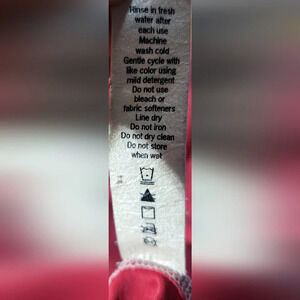 Rinse in fresh
water after
each use
Machine
wash cold
Gentle cycle with
like color using
mild detergent
Do not use
bleach or
fabric softeners
Line dry
Do not iron
Do not dry clean
Do not store
when wet